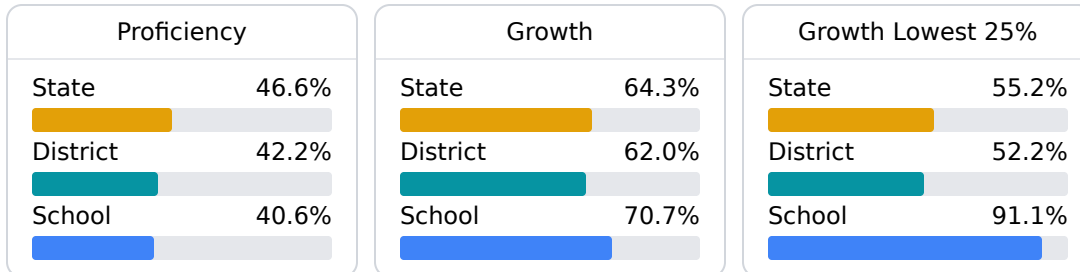 Proficiency
State 46.6%
District 42.2%
School 40.6%
Growth
State 64.3%
District 62.0%
School 70.7%
Growth Lowest 25%
State 55.2%
District 52.2%
School 91.1%